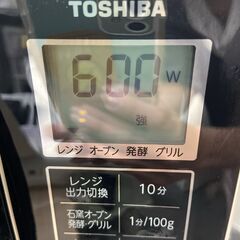 TOSHIBA
600W
強
レンジ オーブン 発酵 グリル
レンジ
出力切換
10分
石窯オーブン
発酵・グリル
1分/100g